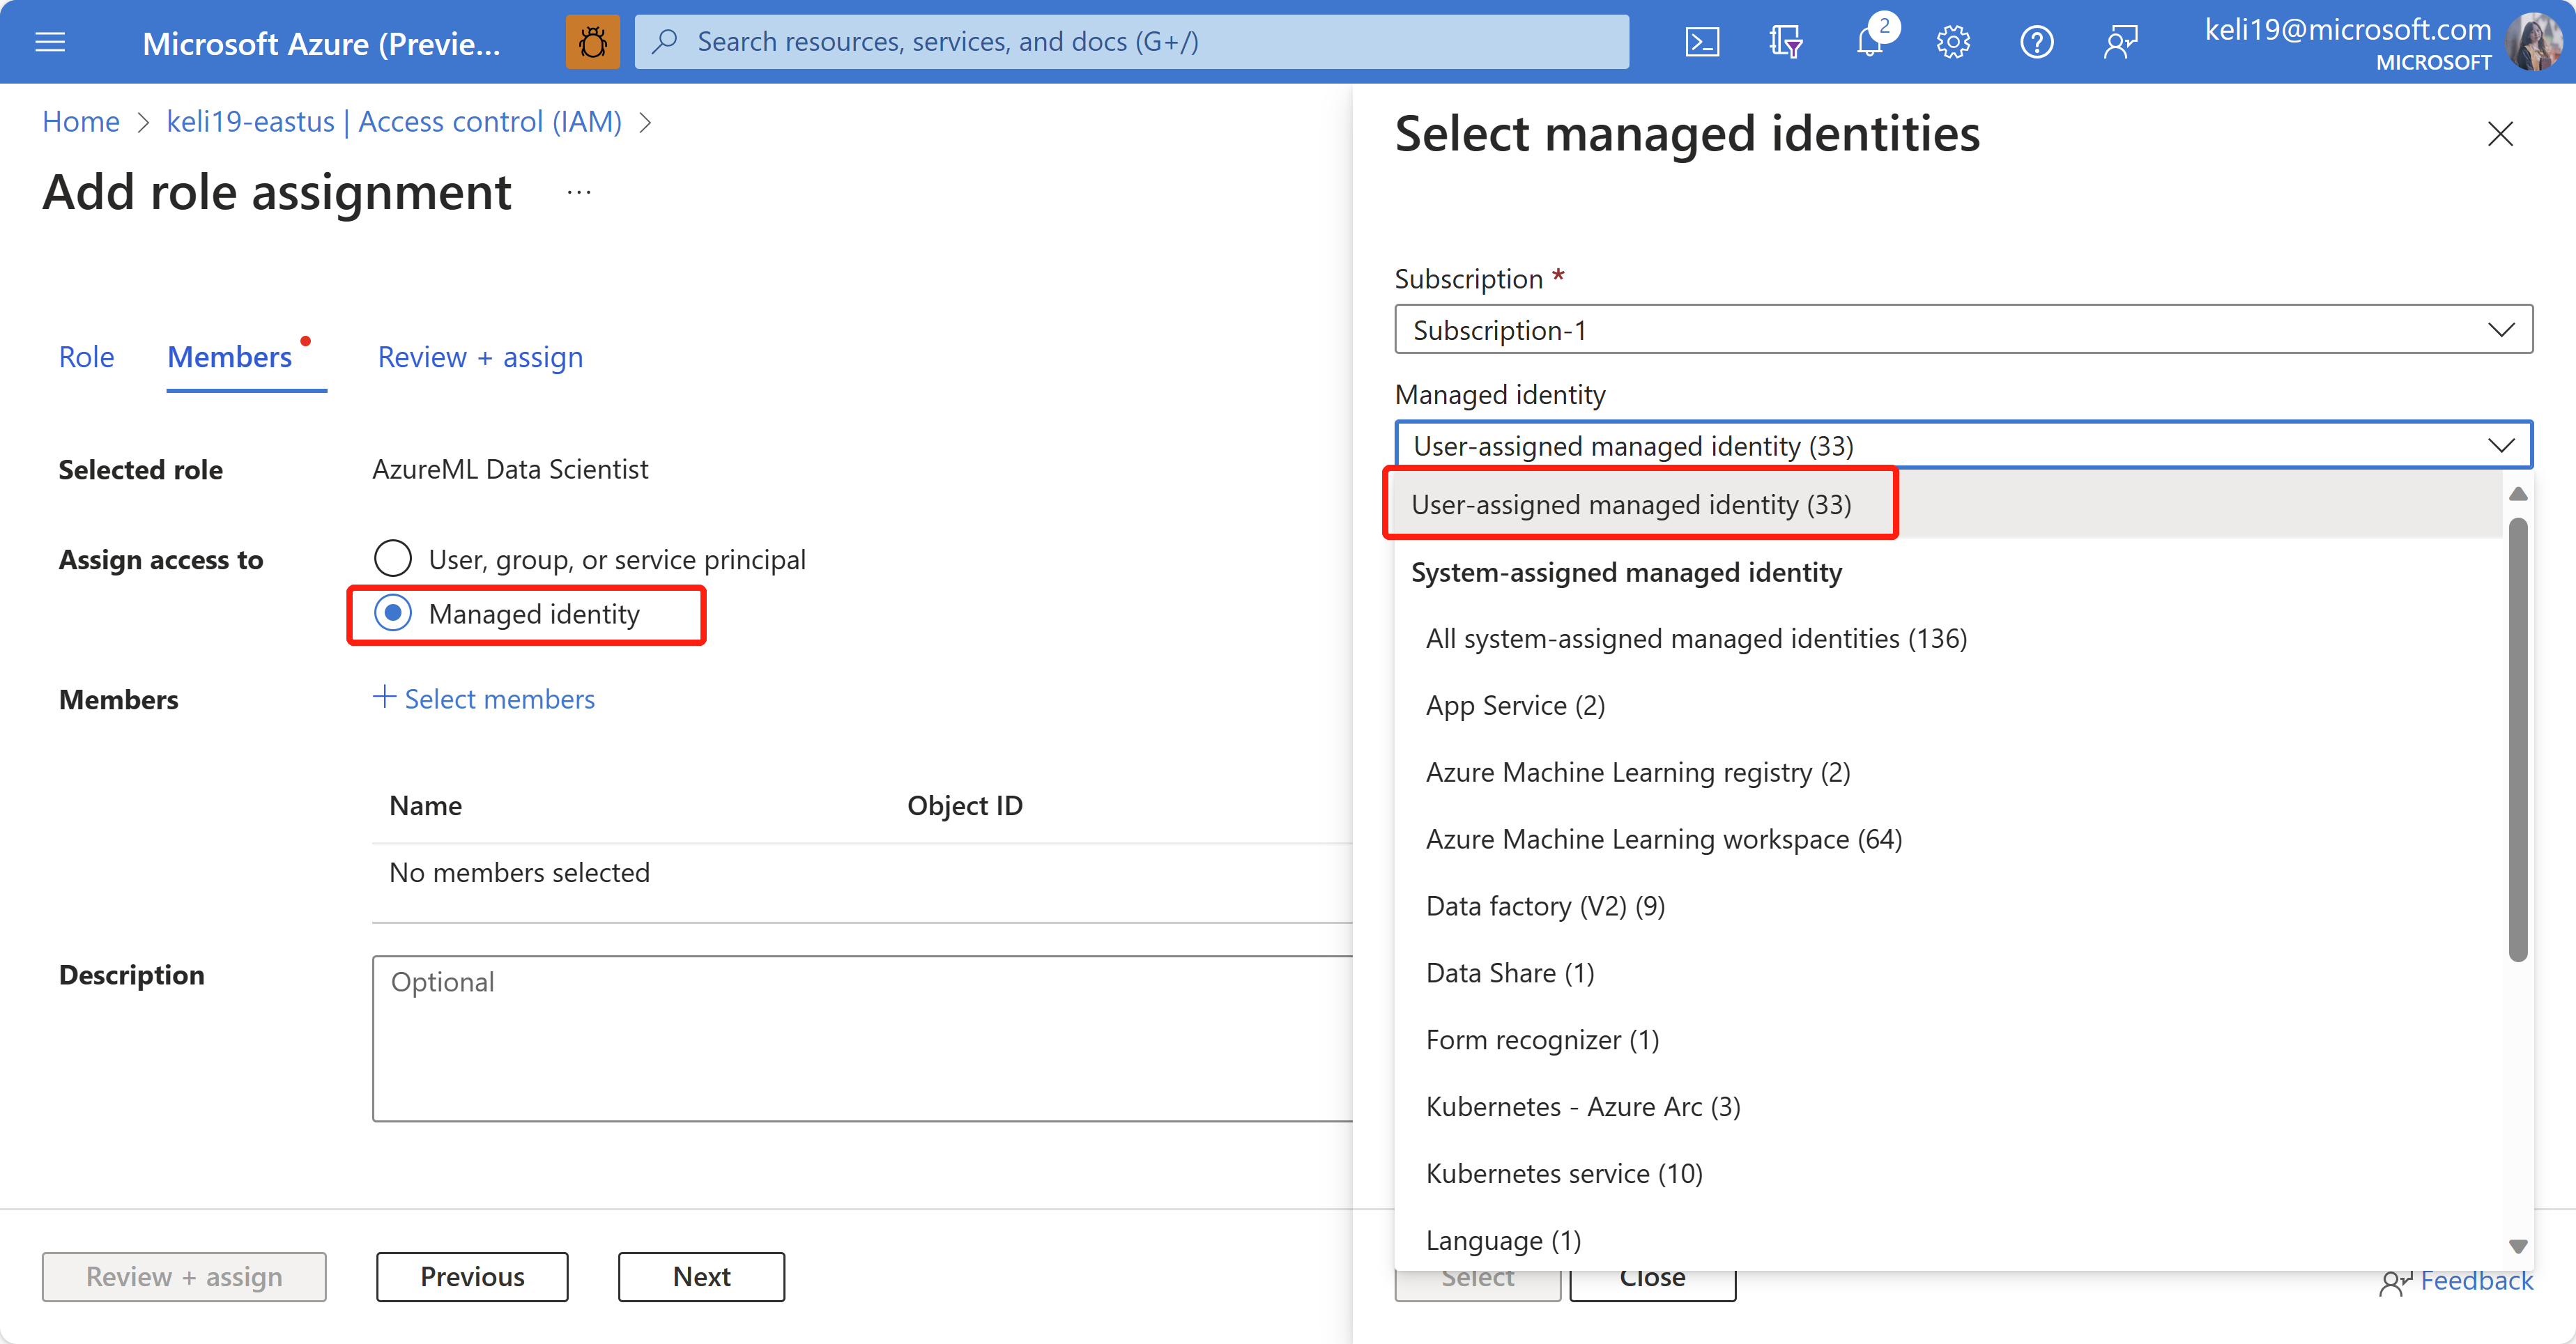 Microsoft Azure (Previe...
Search resources, services, and docs (G+/)
2
keli19@microsoft.com
MICROSOFT
Home > keli19-eastus | Access control (IAM) >
Add role assignment ...
Role
Members
Review + assign
Selected role
AzureML Data Scientist
Assign access to
User, group, or service principal
Managed identity
Members
+ Select members
Name
Object ID
No members selected
Description
Optional
Review + assign
Previous
Next
Select managed identities
Subscription *
Subscription-1
Managed identity
User-assigned managed identity (33)
User-assigned managed identity (33)
System-assigned managed identity
All system-assigned managed identities (136)
App Service (2)
Azure Machine Learning registry (2)
Azure Machine Learning workspace (64)
Data factory (V2) (9)
Data Share (1)
Form recognizer (1)
Kubernetes - Azure Arc (3)
Kubernetes service (10)
Language (1)
Select
Close
Feedback